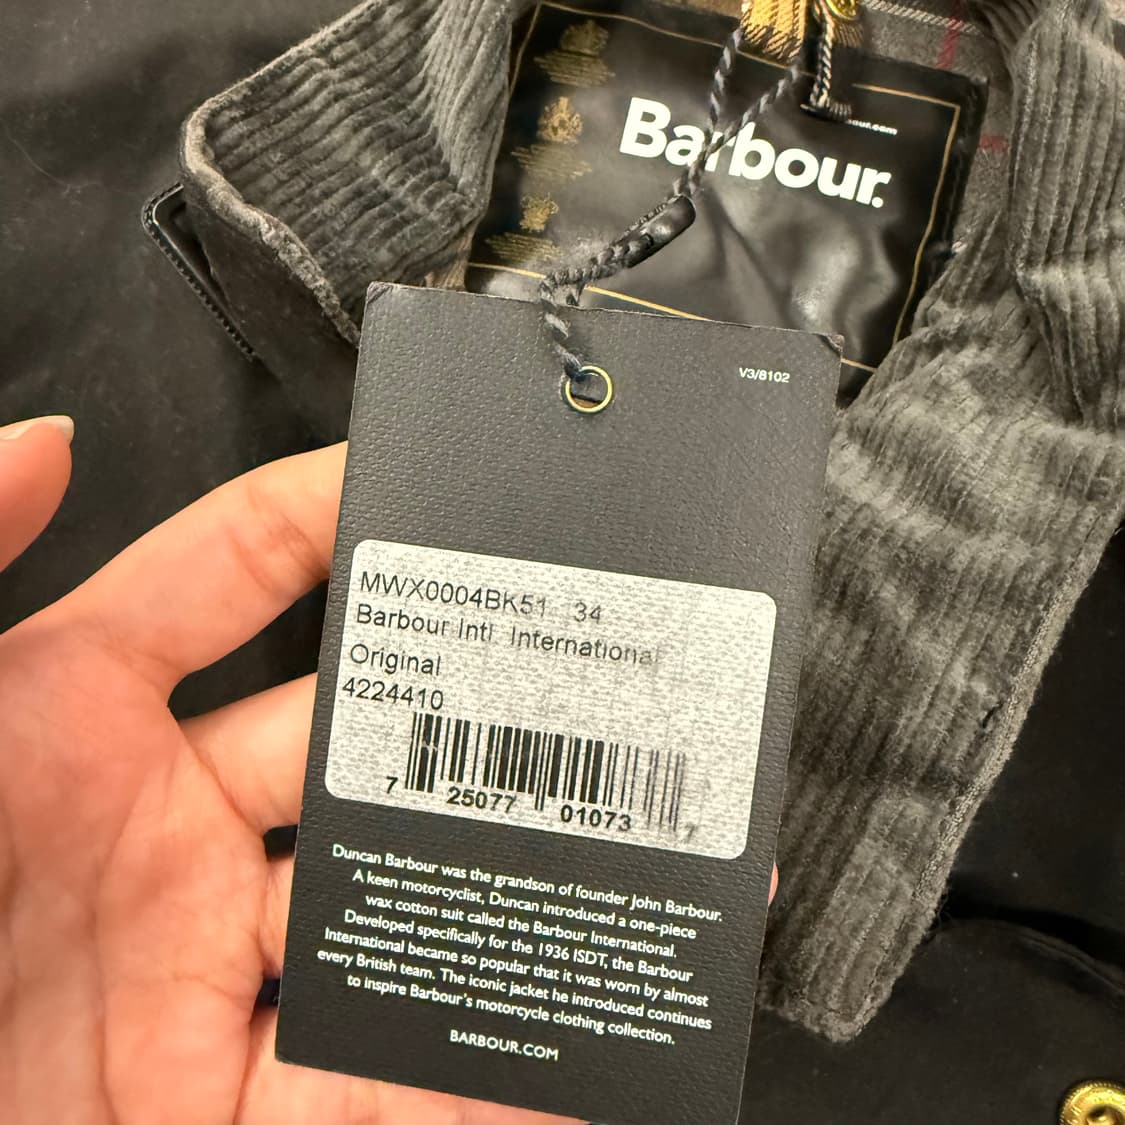 Barbour.
V3/8102
MWX0004BK51 34
Barbour Intl International
Original
4224410
7 25077 01073 7
Duncan Barbour was the grandson of founder John Barbour.
A keen motorcyclist, Duncan introduced a one-piece
wax cotton suit called the Barbour International.
Developed specifically for the 1936 ISDT, the Barbour
International became so popular that it was worn by almost
every British team. The iconic jacket he introduced continues
to inspire Barbour's motorcycle clothing collection.
BARBOUR.COM